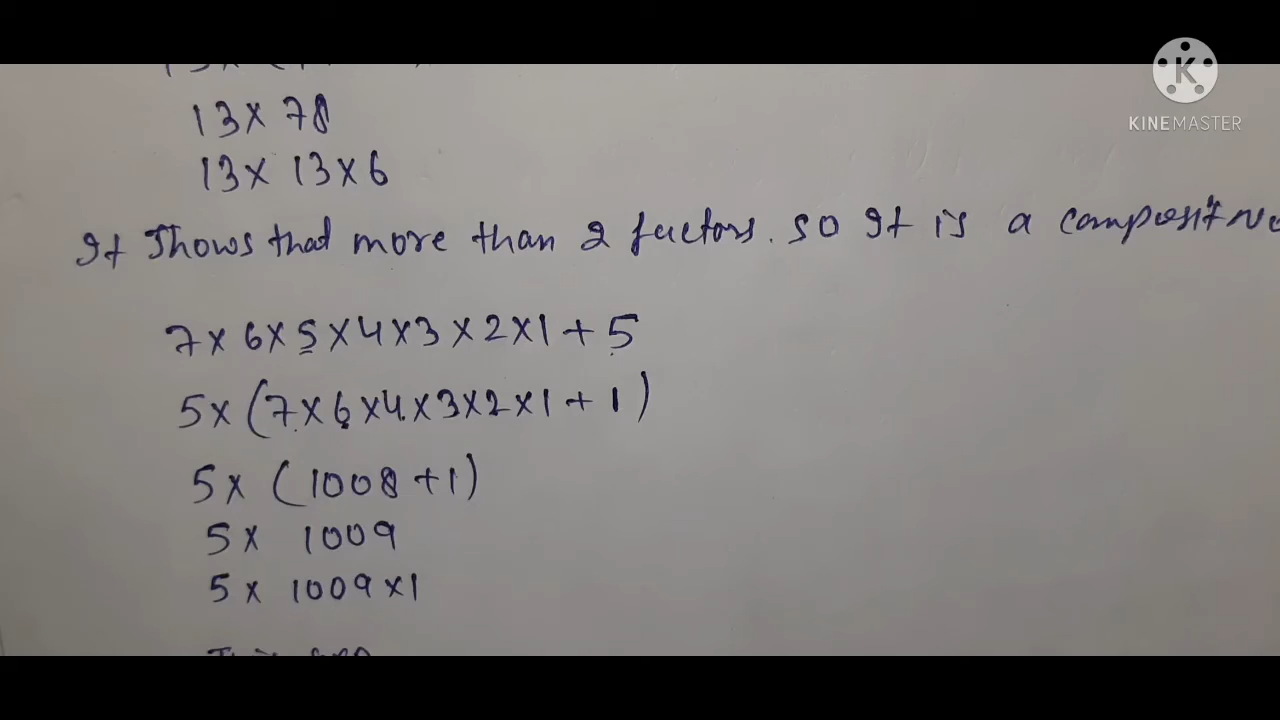 13 × 78
13 × 13 × 6
KINEMASTER
It Shows that more than 2 factors. so It is a composit no
7 × 6 × 5 × 4 × 3 × 2 × 1 + 5
5 × (7 × 6 × 4 × 3 × 2 × 1 + 1)
5 × (1008 + 1)
5 × 1009
5 × 1009 × 1